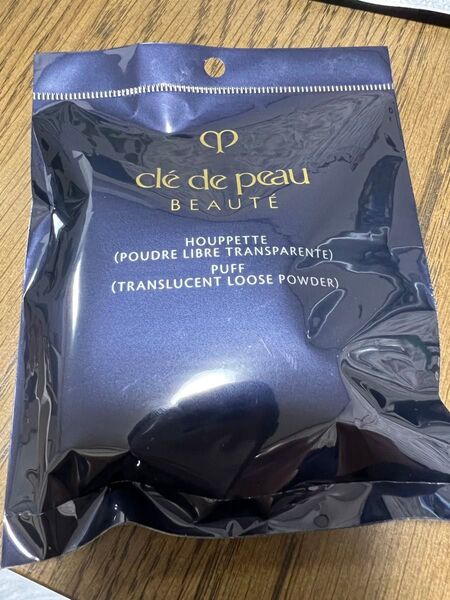 clé de peau
BEAUTÉ
HOUPPETTE
(POUDRE LIBRE TRANSPARENTE)
PUFF
(TRANSLUCENT LOOSE POWDER)